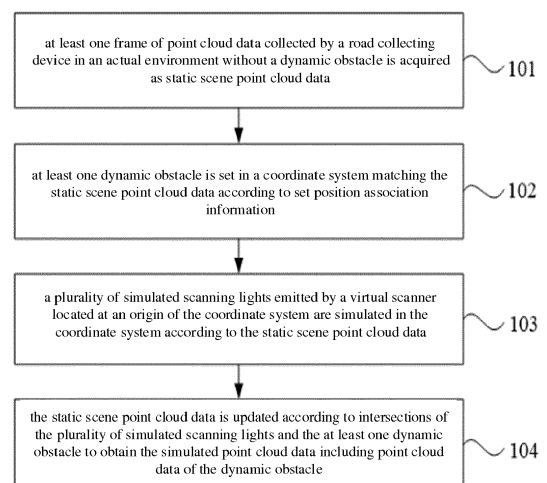 at least one frame of point cloud data collected by a road collecting
device in an actual environment without a dynamic obstacle is acquired
as static scene point cloud data
101
at least one dynamic obstacle is set in a coordinate system matching the
static scene point cloud data according to set position association
information
102
a plurality of simulated scanning lights emitted by a virtual scanner
located at an origin of the coordinate system are simulated in the
coordinate system according to the static scene point cloud data
103
the static scene point cloud data is updated according to intersections of
the plurality of simulated scanning lights and the at least one dynamic
obstacle to obtain the simulated point cloud data including point cloud
data of the dynamic obstacle
104